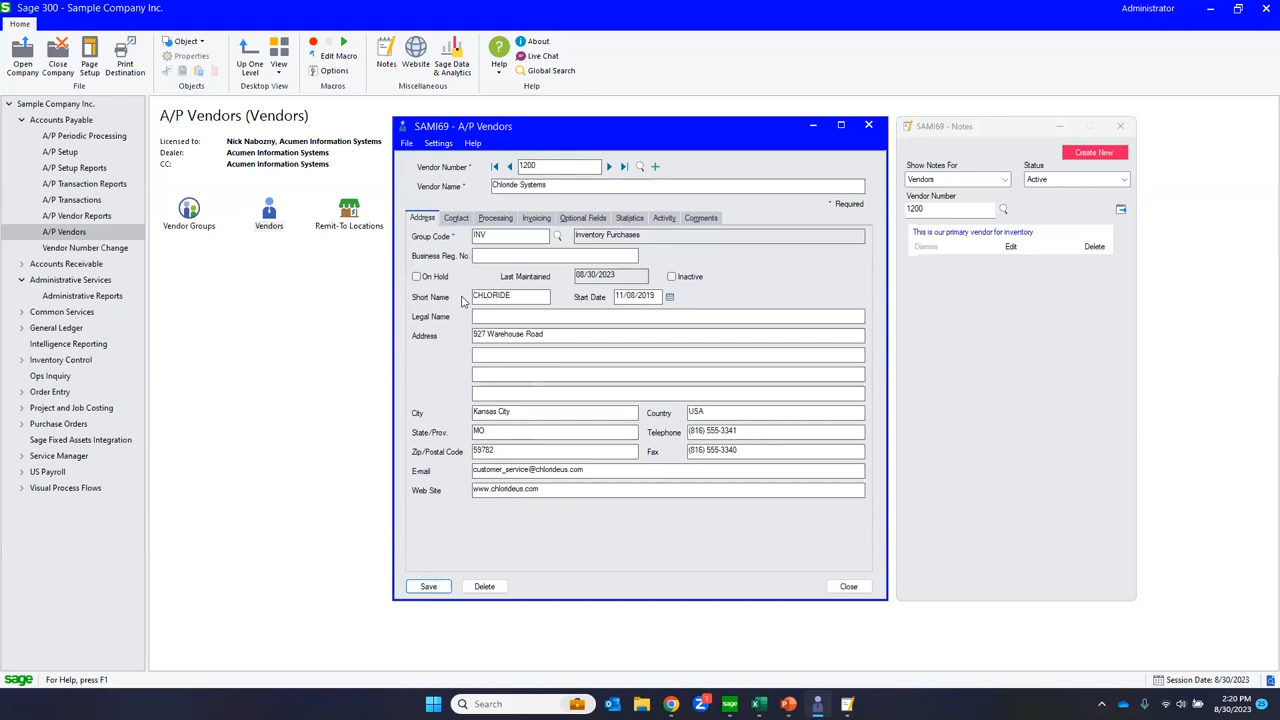 Sage 300 - Sample Company Inc.
Administrator
Home
Open Company
Close Company
Page Setup
Print Destination
File
Object
Properties
Objects
Up One Level
View
Desktop View
Edit Macro
Options
Macros
Notes
Website
Sage Data & Analytics
Miscellaneous
Help
About
Live Chat
Global Search
Help
Sample Company Inc.
Accounts Payable
A/P Periodic Processing
A/P Setup
A/P Setup Reports
A/P Transaction Reports
A/P Transactions
A/P Vendor Reports
A/P Vendors
Vendor Number Change
Accounts Receivable
Administrative Services
Administrative Reports
Common Services
General Ledger
Intelligence Reporting
Inventory Control
Ops Inquiry
Order Entry
Project and Job Costing
Purchase Orders
Sage Fixed Assets Integration
Service Manager
US Payroll
Visual Process Flows
A/P Vendors (Vendors)
Licensed to: Nick Nabozny, Acumen Information Systems
Dealer: Acumen Information Systems
CC: Acumen Information Systems
Vendor Groups
Vendors
Remit-To Locations
SAMI69 - A/P Vendors
File Settings Help
Vendor Number * 1200
Vendor Name * Chloride Systems
* Required
Address Contact Processing Invoicing Optional Fields Statistics Activity Comments
Group Code * INV Inventory Purchases
Business Reg. No.
On Hold Last Maintained 08/30/2023 Inactive
Short Name CHLORIDE Start Date 11/08/2019
Legal Name
Address 927 Warehouse Road
City Kansas City Country USA
State/Prov. MO Telephone (816) 555-3341
Zip/Postal Code 59782 Fax (816) 555-3340
E-mail customer_service@chlorideus.com
Web Site www.chlorideus.com
Save Delete Close
SAMI69 - Notes
Create New
Show Notes For Status
Vendors Active
Vendor Number
1200
This is our primary vendor for inventory
Dismiss Edit Delete
sage For Help, press F1
Session Date: 8/30/2023
Search
2:20 PM
8/30/2023